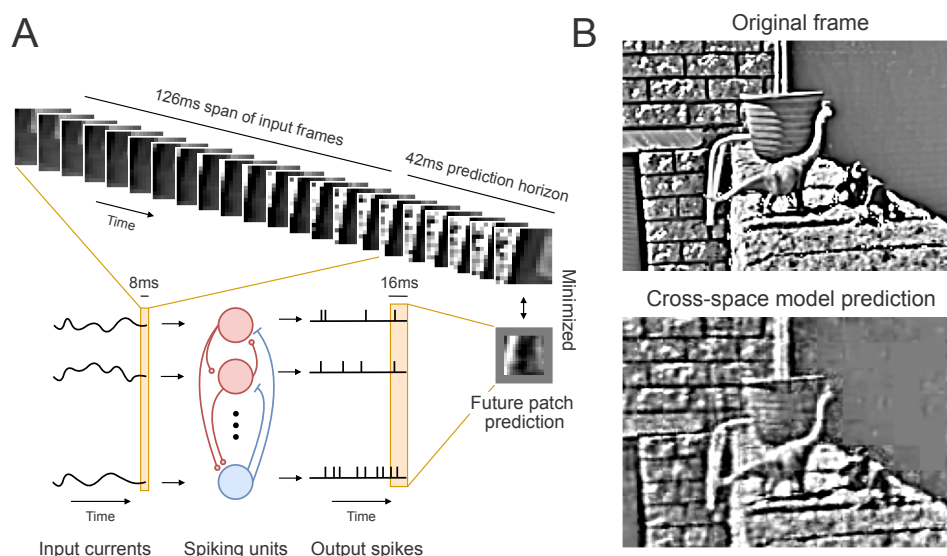 A
126ms span of input frames
42ms prediction horizon
Time
8ms
16ms
Minimized
Future patch
prediction
Time
Time
Input currents
Spiking units
Output spikes
B
Original frame
Cross-space model prediction